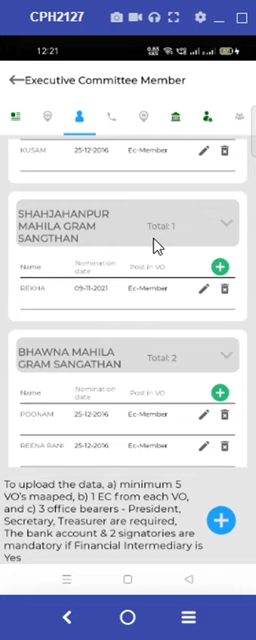 CPH2127
12:21
Executive Committee Member
KUSAM 25-12-2016 Ec-Member
SHAHJAHANPUR
MAHILA GRAM
SANGTHAN
Total: 1
Name Nomination date Post in VO
REKHA 09-11-2021 Ec-Member
BHAWNA MAHILA
GRAM SANGATHAN
Total: 2
Name Nomination date Post in VO
POONAM 25-12-2016 Ec-Member
REENA RANI 25-12-2016 Ec-Member
To upload the data, a) minimum 5
VO's maaped, b) 1 EC from each VO,
and c) 3 office bearers - President,
Secretary, Treasurer are required,
The bank account & 2 signatories are
mandatory if Financial Intermediary is
Yes